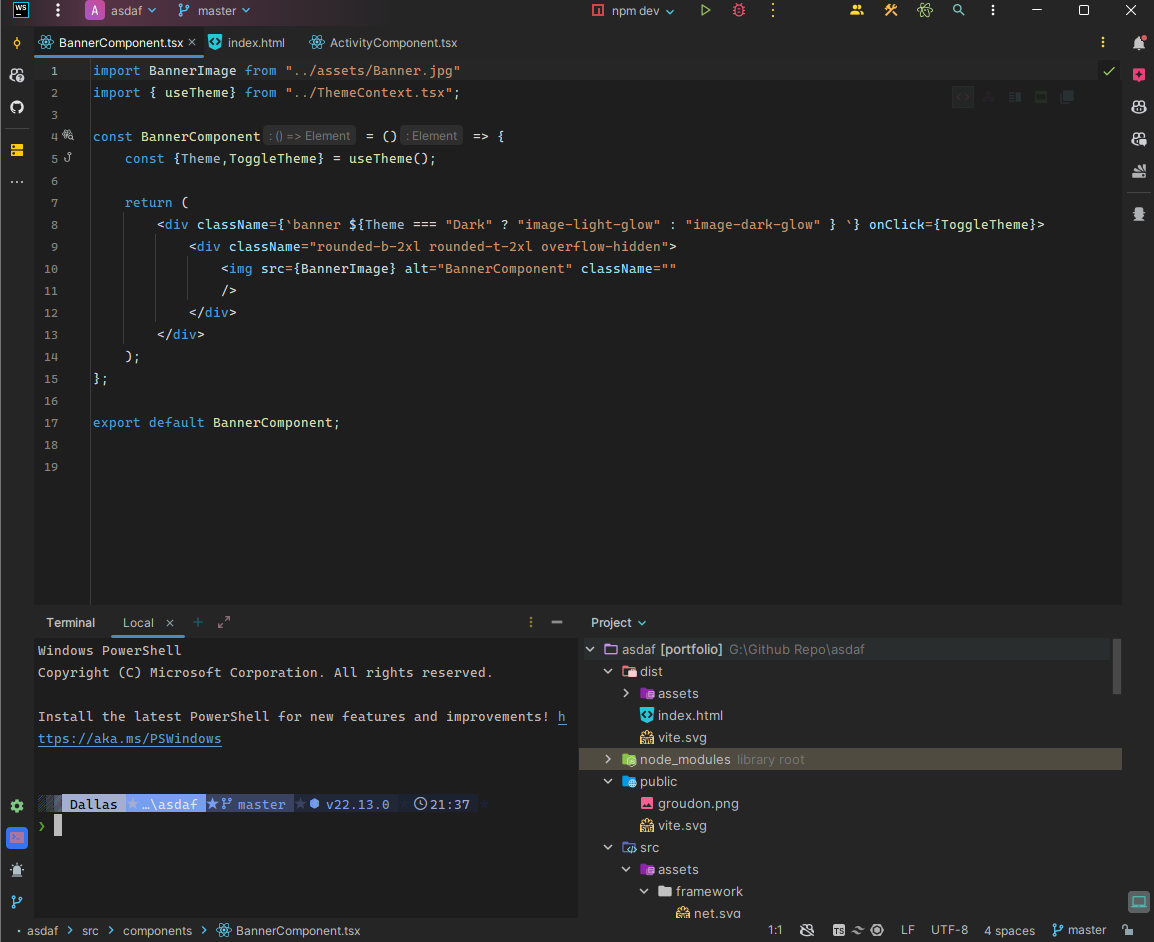 WS A asdaf master npm dev
BannerComponent.tsx index.html ActivityComponent.tsx
1 import BannerImage from "../assets/Banner.jpg"
2 import { useTheme} from "../ThemeContext.tsx";
3
4 const BannerComponent : () => Element = () : Element => {
5 const {Theme,ToggleTheme} = useTheme();
6
7 return (
8 <div className={`banner ${Theme === "Dark" ? "image-light-glow" : "image-dark-glow" } `} onClick={ToggleTheme}>
9 <div className="rounded-b-2xl rounded-t-2xl overflow-hidden">
10 <img src={BannerImage} alt="BannerComponent" className=""
11 />
12 </div>
13 </div>
14 );
15 };
16
17 export default BannerComponent;
18
19
Terminal Local
Windows PowerShell
Copyright (C) Microsoft Corporation. All rights reserved.
Install the latest PowerShell for new features and improvements! h
ttps://aka.ms/PSWindows
Dallas …\asdaf master v22.13.0 21:37
❯
Project
asdaf [portfolio] G:\Github Repo\asdaf
dist
assets
index.html
vite.svg
node_modules library root
public
groudon.png
vite.svg
src
assets
framework
net.svg
asdaf src components BannerComponent.tsx 1:1 TS LF UTF-8 4 spaces master